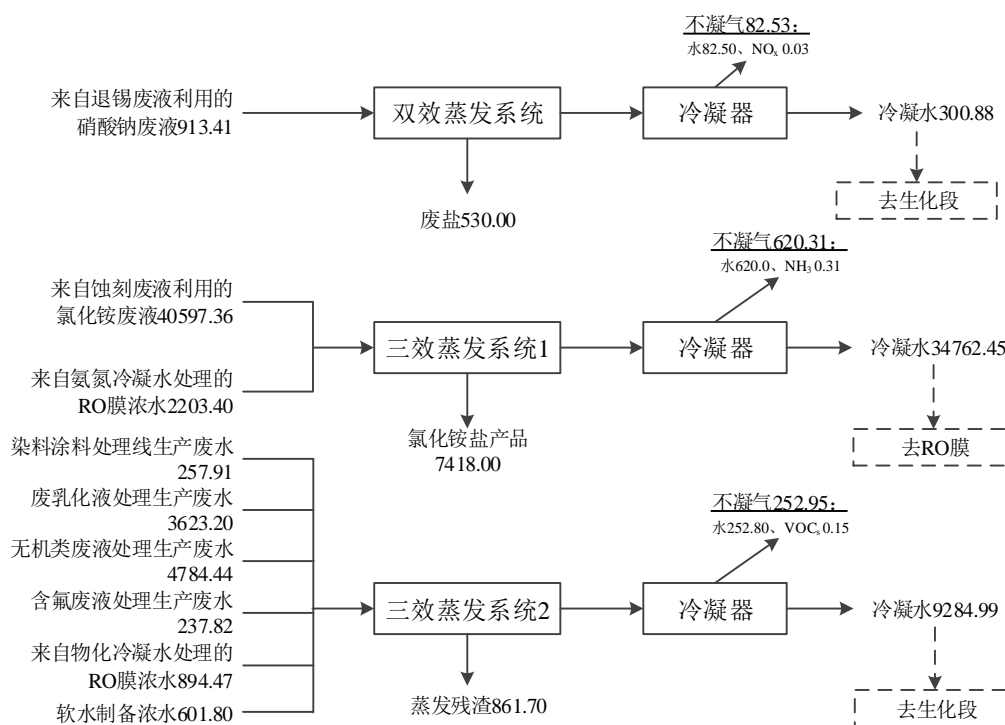 不凝气82.53：
水82.50、NOx 0.03
来自退锡废液利用的
硝酸钠废液913.41
双效蒸发系统
冷凝器
冷凝水300.88
去生化段
废盐530.00
不凝气620.31：
水620.0、NH3 0.31
来自蚀刻废液利用的
氯化铵废液40597.36
三效蒸发系统1
冷凝器
冷凝水34762.45
来自氨氮冷凝水处理的
RO膜浓水2203.40
氯化铵盐产品
7418.00
去RO膜
染料涂料处理线生产废水
257.91
废乳化液处理生产废水
3623.20
不凝气252.95：
水252.80、VOCs 0.15
无机类废液处理生产废水
4784.44
含氟废液处理生产废水
237.82
三效蒸发系统2
冷凝器
冷凝水9284.99
来自物化冷凝水处理的
RO膜浓水894.47
软水制备浓水601.80
蒸发残渣861.70
去生化段